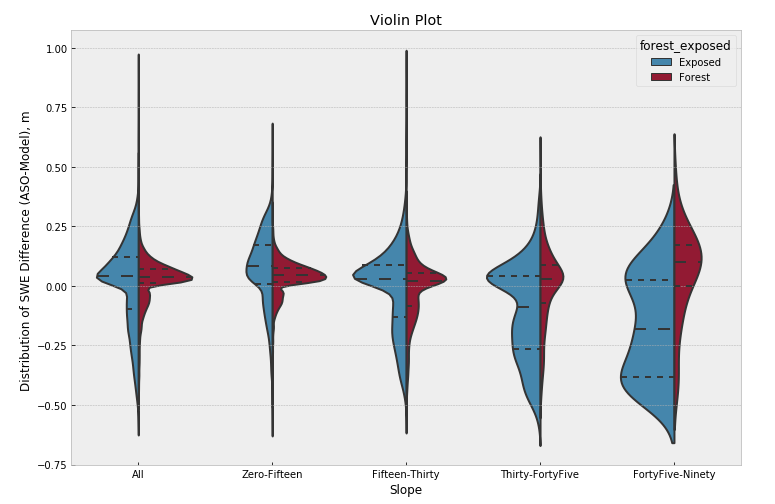 Violin Plot
Distribution of SWE Difference (ASO-Model), m
1.00
0.75
0.50
0.25
0.00
−0.25
−0.50
−0.75
forest_exposed
Exposed
Forest
All
Zero-Fifteen
Fifteen-Thirty
Thirty-FortyFive
FortyFive-Ninety
Slope